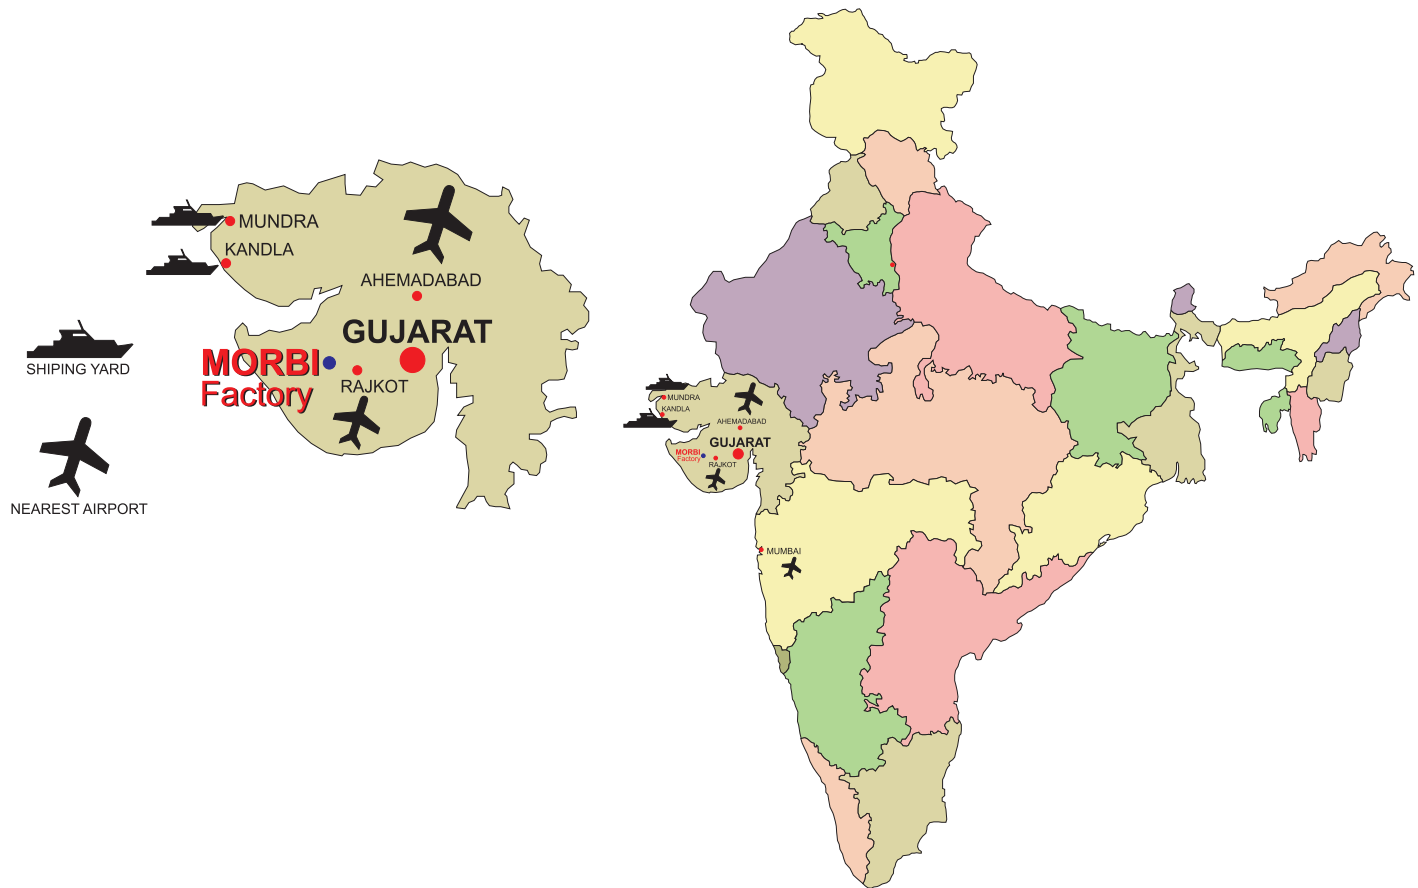 MUNDRA
KANDLA
AHEMADABAD
GUJARAT
MORBI
Factory
RAJKOT
SHIPING YARD
NEAREST AIRPORT
MUNDRA
KANDLA
AHEMADABAD
GUJARAT
MORBI
Factory
RAJKOT
MUMBAI